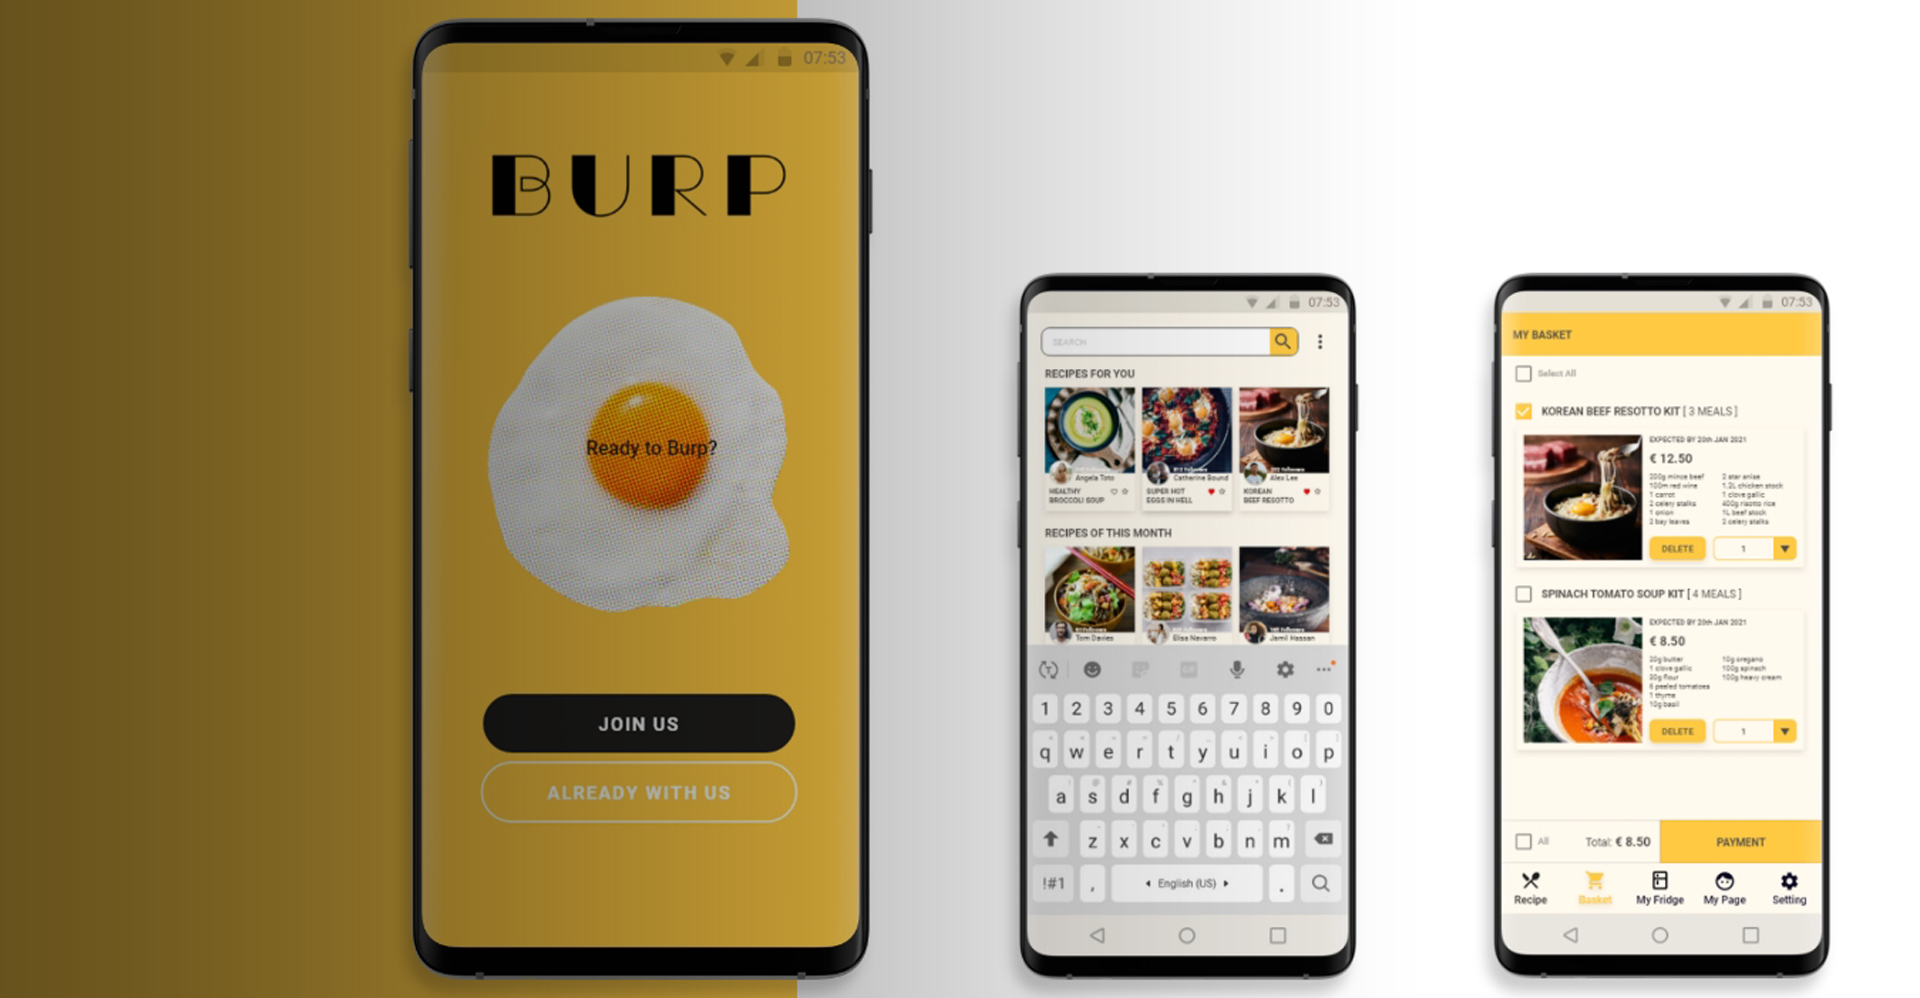 07:53
BURP
Ready to Burp?
JOIN US
ALREADY WITH US
07:53
SEARCH
RECIPES FOR YOU
Angela Toto
Catherine Bound
Alex Lee
HEALTHY
BROCCOLI SOUP
SUPER HOT
EGGS IN HELL
KOREAN
BEEF RESOTTO
RECIPES OF THIS MONTH
Tom Davies
Elisa Navarro
Jamil Hassan
1 2 3 4 5 6 7 8 9 0
q w e r t y u i o p
a s d f g h j k l
z x c v b n m
!#1 , English (US) .
07:53
MY BASKET
Select All
KOREAN BEEF RESOTTO KIT [ 3 MEALS ]
EXPECTED BY 20th JAN 2021
€ 12.50
200g mince beef
100m red wine
1 carrot
2 celery stalks
1 onion
2 bay leaves
2 star anise
1.2L chicken stock
1 clove gallic
400g risotto rice
1L beef stock
2 celery stalks
DELETE
1
SPINACH TOMATO SOUP KIT [ 4 MEALS ]
EXPECTED BY 20th JAN 2021
€ 8.50
20g butter
1 clove gallic
30g flour
6 peeled tomatoes
1 thyme
10g basil
10g oregano
100g spinach
100g heavy cream
DELETE
1
All
Total: € 8.50
PAYMENT
Recipe
Basket
My Fridge
My Page
Setting